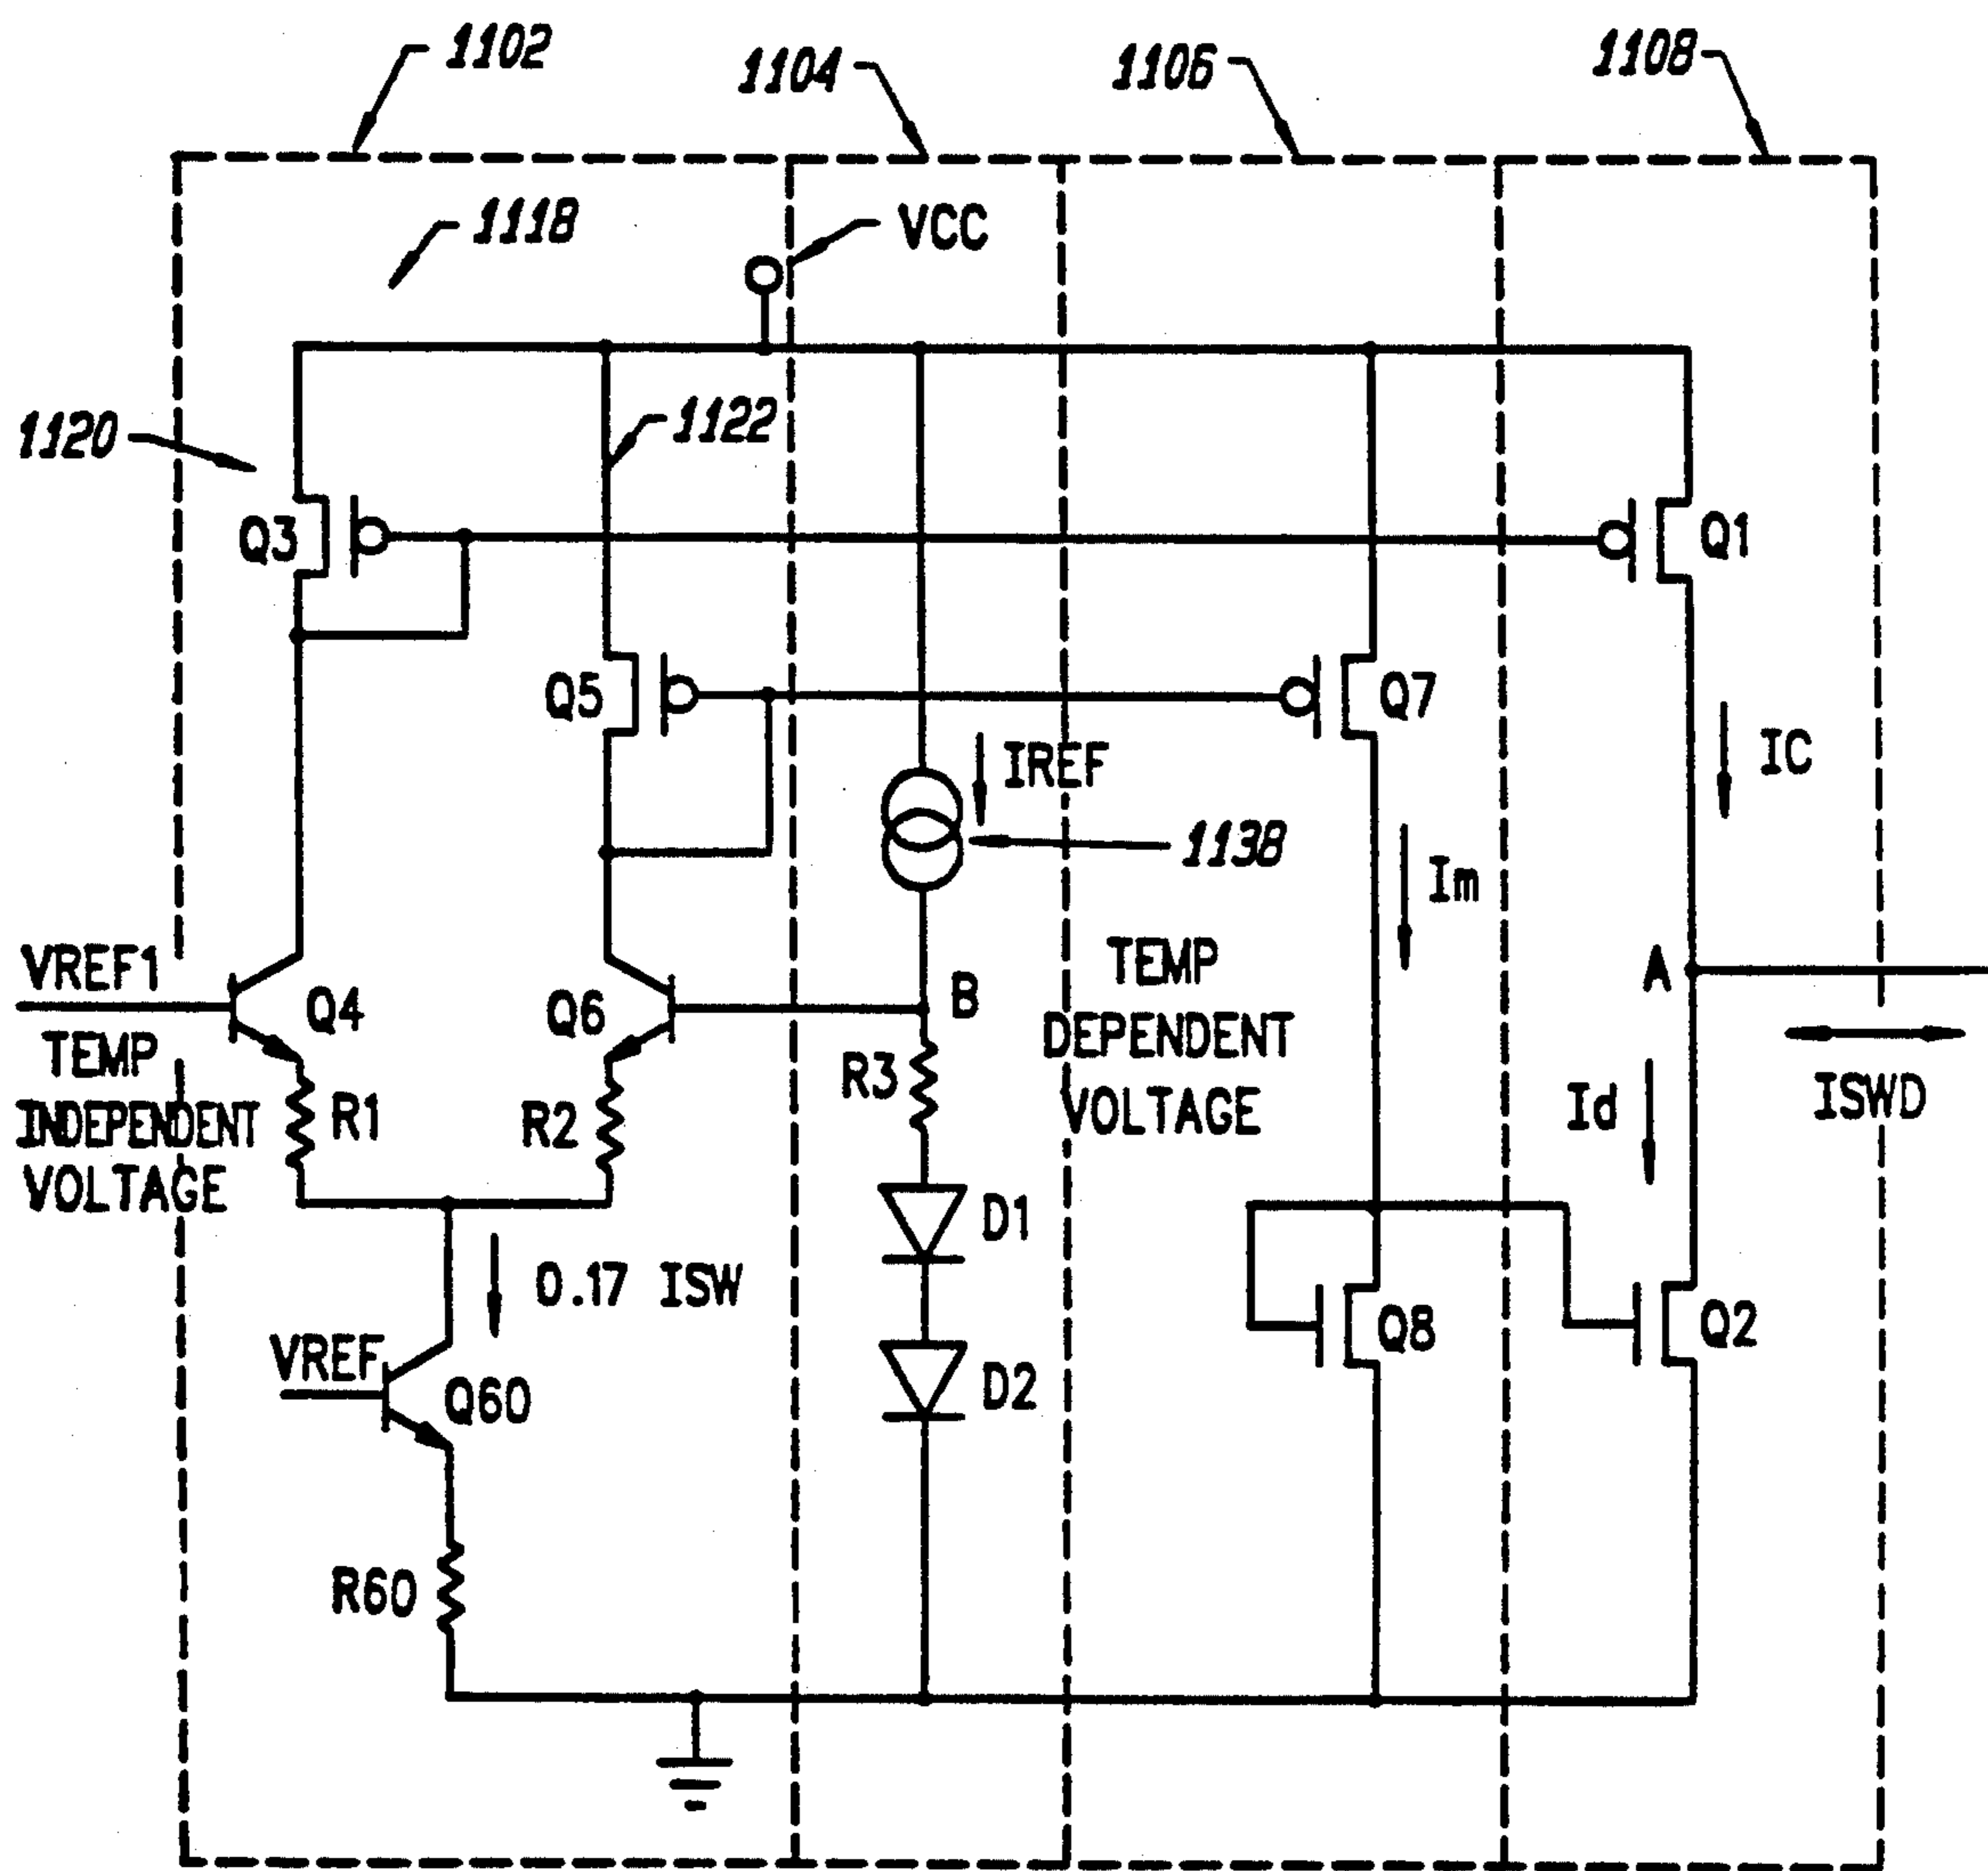 1102
1104
1106
1108
1118
VCC
1120
1122
Q3
Q1
Q5
Q7
IREF
IC
1138
Im
VREF1
TEMP
INDEPENDENT
VOLTAGE
Q4
Q6
B
TEMP
DEPENDENT
VOLTAGE
A
R1
R2
R3
Id
ISWD
D1
0.17 ISW
VREF
Q60
D2
Q8
Q2
R60